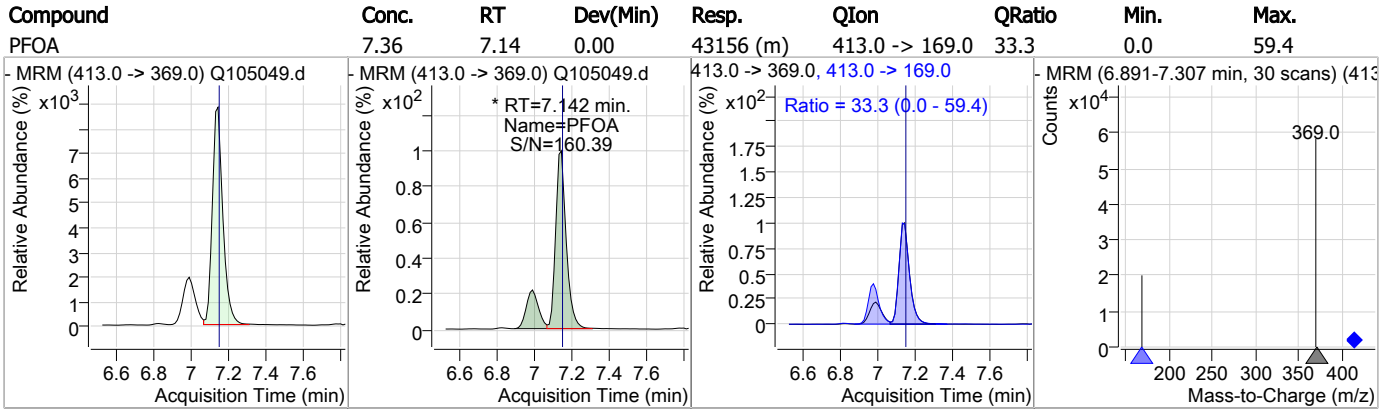 Compound Conc. RT Dev(Min) Resp. QIon QRatio Min. Max.
PFOA 7.36 7.14 0.00 43156 (m) 413.0 -> 169.0 33.3 0.0 59.4
- MRM (413.0 -> 369.0) Q105049.d
x10³
Relative Abundance (%)
7
6
5
4
3
2
1
0
6.6 6.8 7 7.2 7.4 7.6
Acquisition Time (min)
- MRM (413.0 -> 369.0) Q105049.d
x10²
* RT=7.142 min.
Name=PFOA
S/N=160.39
Relative Abundance (%)
1
0.8
0.6
0.4
0.2
0
6.6 6.8 7 7.2 7.4 7.6
Acquisition Time (min)
413.0 -> 369.0, 413.0 -> 169.0
x10²
Ratio = 33.3 (0.0 - 59.4)
Relative Abundance (%)
1.75
1.5
1.25
1
0.75
0.5
0.25
0
6.6 6.8 7 7.2 7.4 7.6
Acquisition Time (min)
- MRM (6.891-7.307 min, 30 scans) (413
x10⁴
Counts
369.0
6
5
4
3
2
1
0
200 250 300 350 400
Mass-to-Charge (m/z)